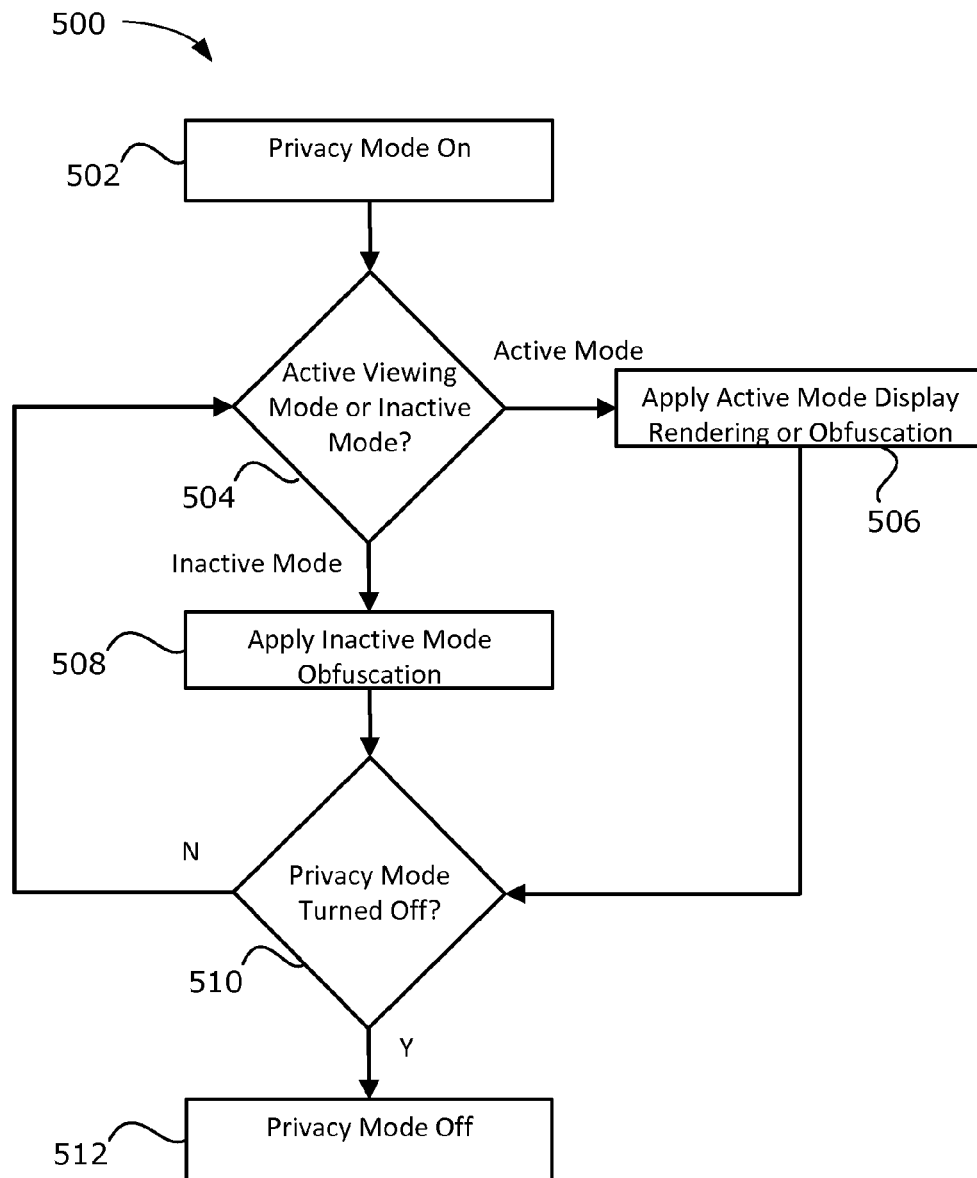 500
Privacy Mode On
502
Active Mode
Active Viewing
Mode or Inactive
Mode?
Apply Active Mode Display
Rendering or Obfuscation
504
506
Inactive Mode
Apply Inactive Mode
Obfuscation
508
N
Privacy Mode
Turned Off?
510
Y
Privacy Mode Off
512